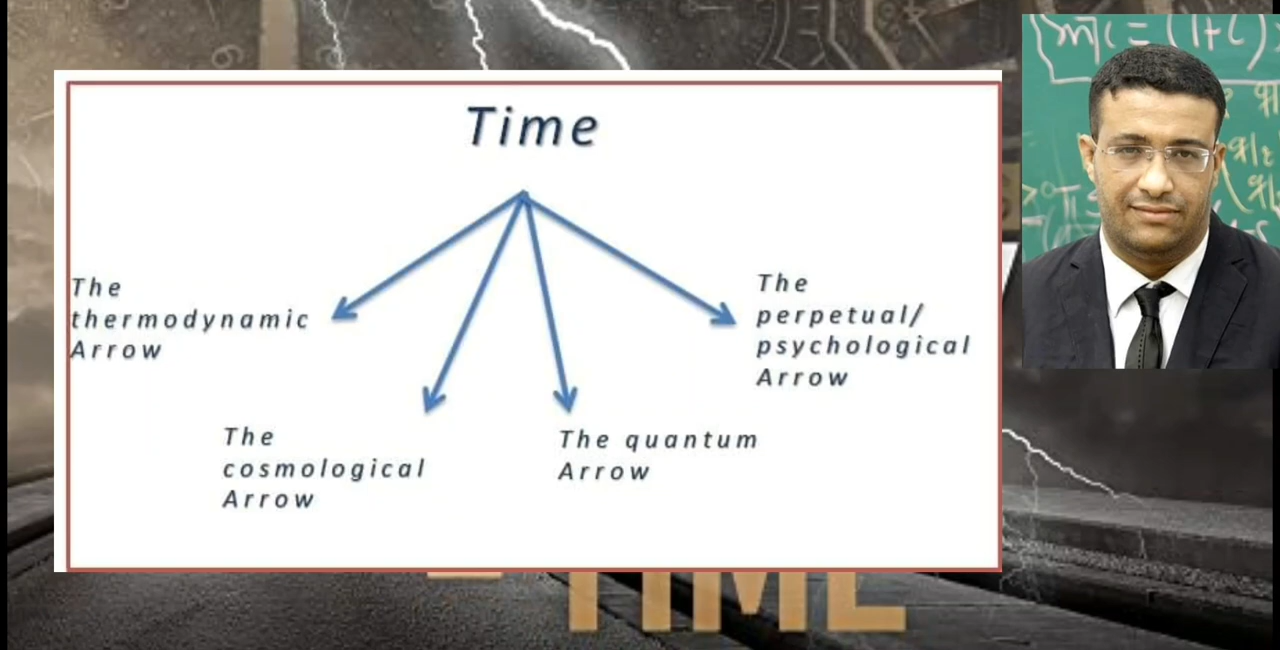 Time
The
thermodynamic
Arrow
The
cosmological
Arrow
The quantum
Arrow
The
perpetual/
psychological
Arrow
TIME